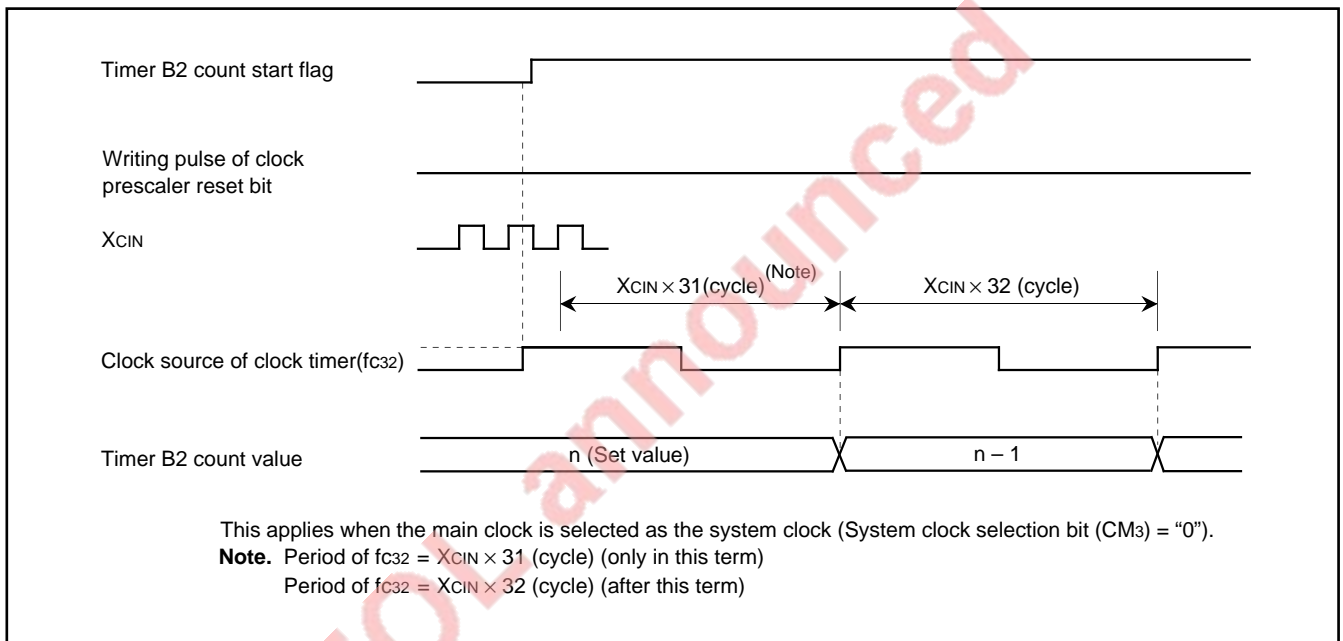 Timer B2 count start flag
Writing pulse of clock
prescaler reset bit
XCIN
XCIN × 31(cycle)(Note)
XCIN × 32 (cycle)
Clock source of clock timer(fc32)
Timer B2 count value
n (Set value)
n – 1
This applies when the main clock is selected as the system clock (System clock selection bit (CM3) = “0”).
Note. Period of fc32 = XCIN × 31 (cycle) (only in this term)
Period of fc32 = XCIN × 32 (cycle) (after this term)
OL announced